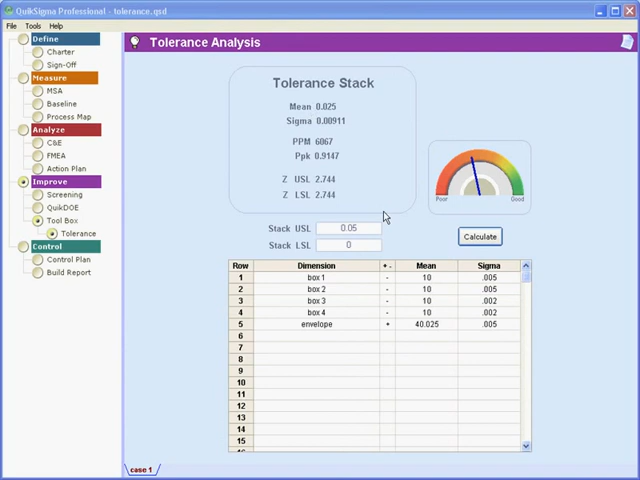 QuikSigma Professional - tolerance.qsd
File Tools Help
Define
Charter
Sign-Off
Measure
MSA
Baseline
Process Map
Analyze
C&E
FMEA
Action Plan
Improve
Screening
QuikDOE
Tool Box
Tolerance
Control
Control Plan
Build Report
Tolerance Analysis
Tolerance Stack
Mean 0.025
Sigma 0.00911
PPM 6067
Ppk 0.9147
Z USL 2.744
Z LSL 2.744
Poor Good
Stack USL 0.05
Stack LSL 0
Calculate
Row Dimension + - Mean Sigma
1 box 1 - 10 .005
2 box 2 - 10 .005
3 box 3 - 10 .002
4 box 4 - 10 .002
5 envelope + 40.025 .005
6
7
8
9
10
11
12
13
14
15
case 1